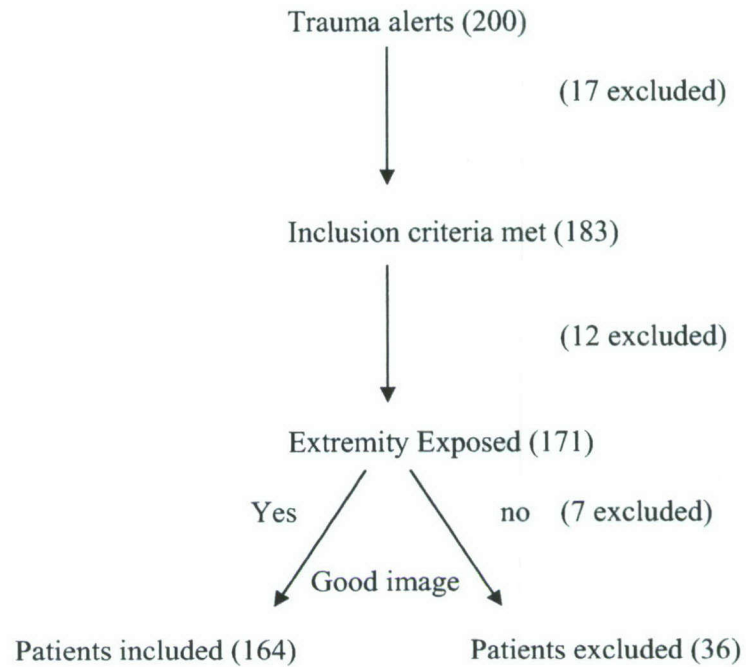 Trauma alerts (200)
(17 excluded)
Inclusion criteria met (183)
(12 excluded)
Extremity Exposed (171)
Yes
no (7 excluded)
Good image
Patients included (164)
Patients excluded (36)